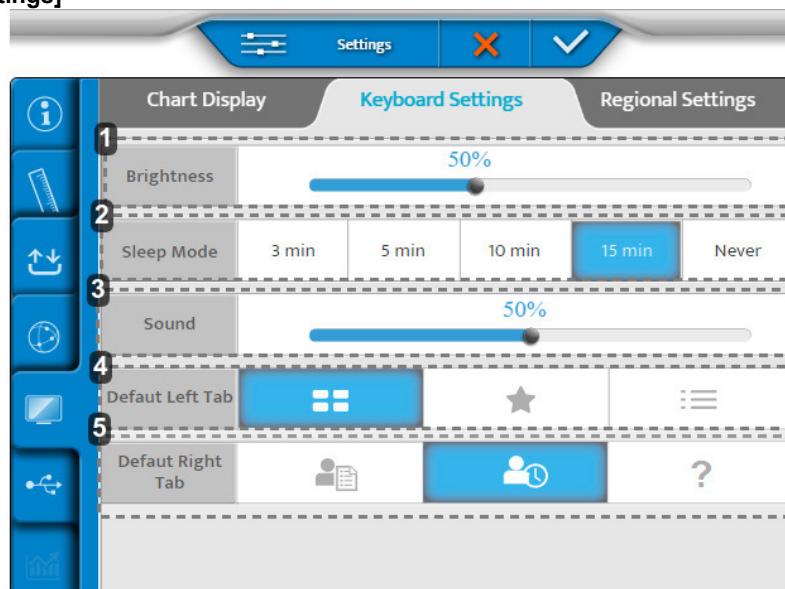 tings]
Settings
Chart Display
Keyboard Settings
Regional Settings
1
50%
Brightness
2
Sleep Mode
3 min
5 min
10 min
15 min
Never
3
50%
Sound
4
Defaut Left Tab
5
Defaut Right
Tab
?